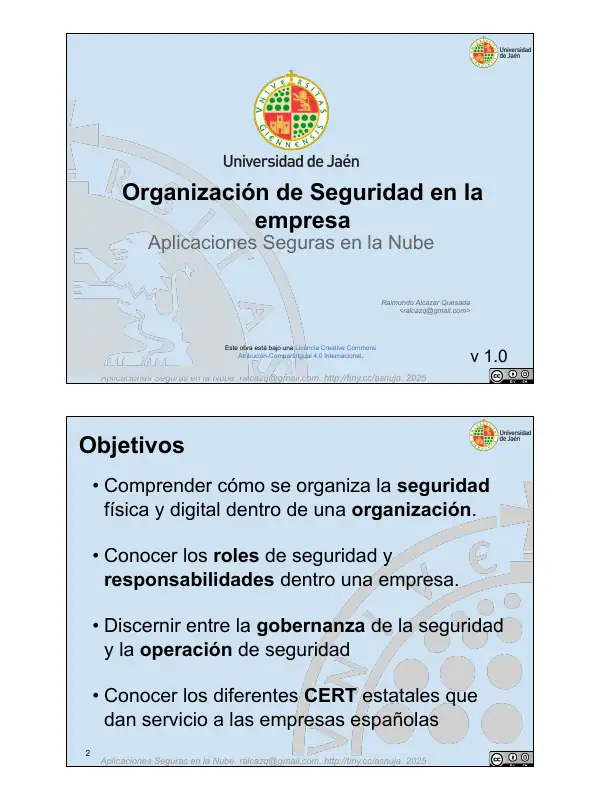 Universidad
de Jaén
UNIVERSITAS
GIENNENSIS
Universidad de Jaén
Organización de Seguridad en la
empresa
Aplicaciones Seguras en la Nube
Raimundo Alcázar Quesada
<ralcazq@gmail.com>
Este obra está bajo una Licencia Creative Commons
Atribución-CompartirIgual 4.0 Internacional.
v 1.0
Aplicaciones Seguras en la Nube. ralcazq@gmail.com. http://tiny.cc/asnuja. 2025
Universidad
de Jaén
Objetivos
• Comprender cómo se organiza la seguridad
física y digital dentro de una organización.
• Conocer los roles de seguridad y
responsabilidades dentro una empresa.
• Discernir entre la gobernanza de la seguridad
y la operación de seguridad
• Conocer los diferentes CERT estatales que
dan servicio a las empresas españolas
2
Aplicaciones Seguras en la Nube. ralcazq@gmail.com. http://tiny.cc/asnuja. 2025